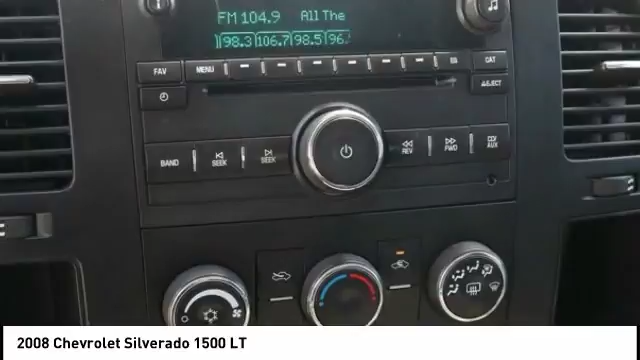 FM 104.9 All The
98.3 106.7 98.5 96.
FAV MENU CAT
EJECT
BAND SEEK SEEK REV FWD CD/AUX
2008 Chevrolet Silverado 1500 LT